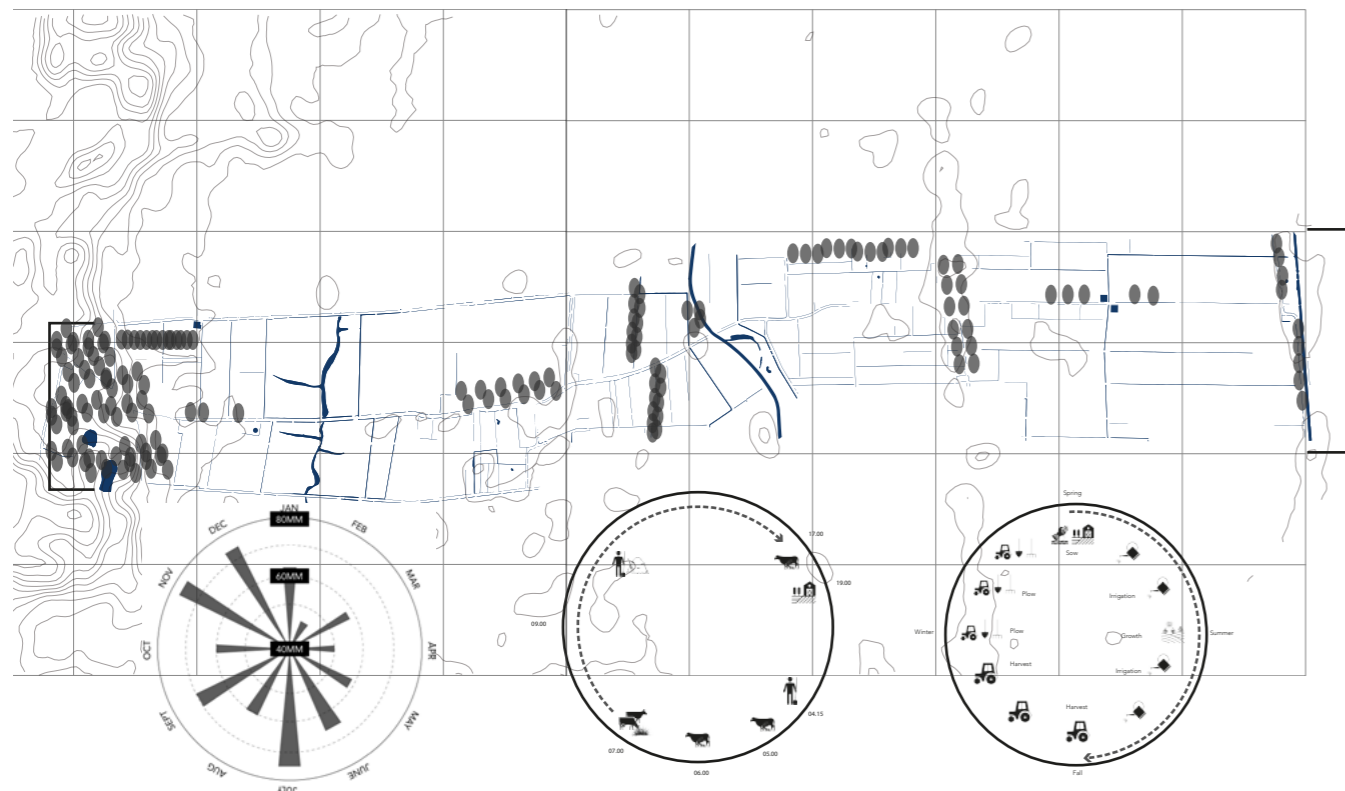 JAN
80MM
FEB
MAR
APR
MAY
JUNE
JULY
AUG
SEPT
OCT
NOV
DEC
60MM
40MM
17.00
19.00
04.15
05.00
06.00
07.00
09.00
Spring
Sow
Irrigation
Growth
Summer
Irrigation
Fall
Harvest
Harvest
Plow
Winter
Plow